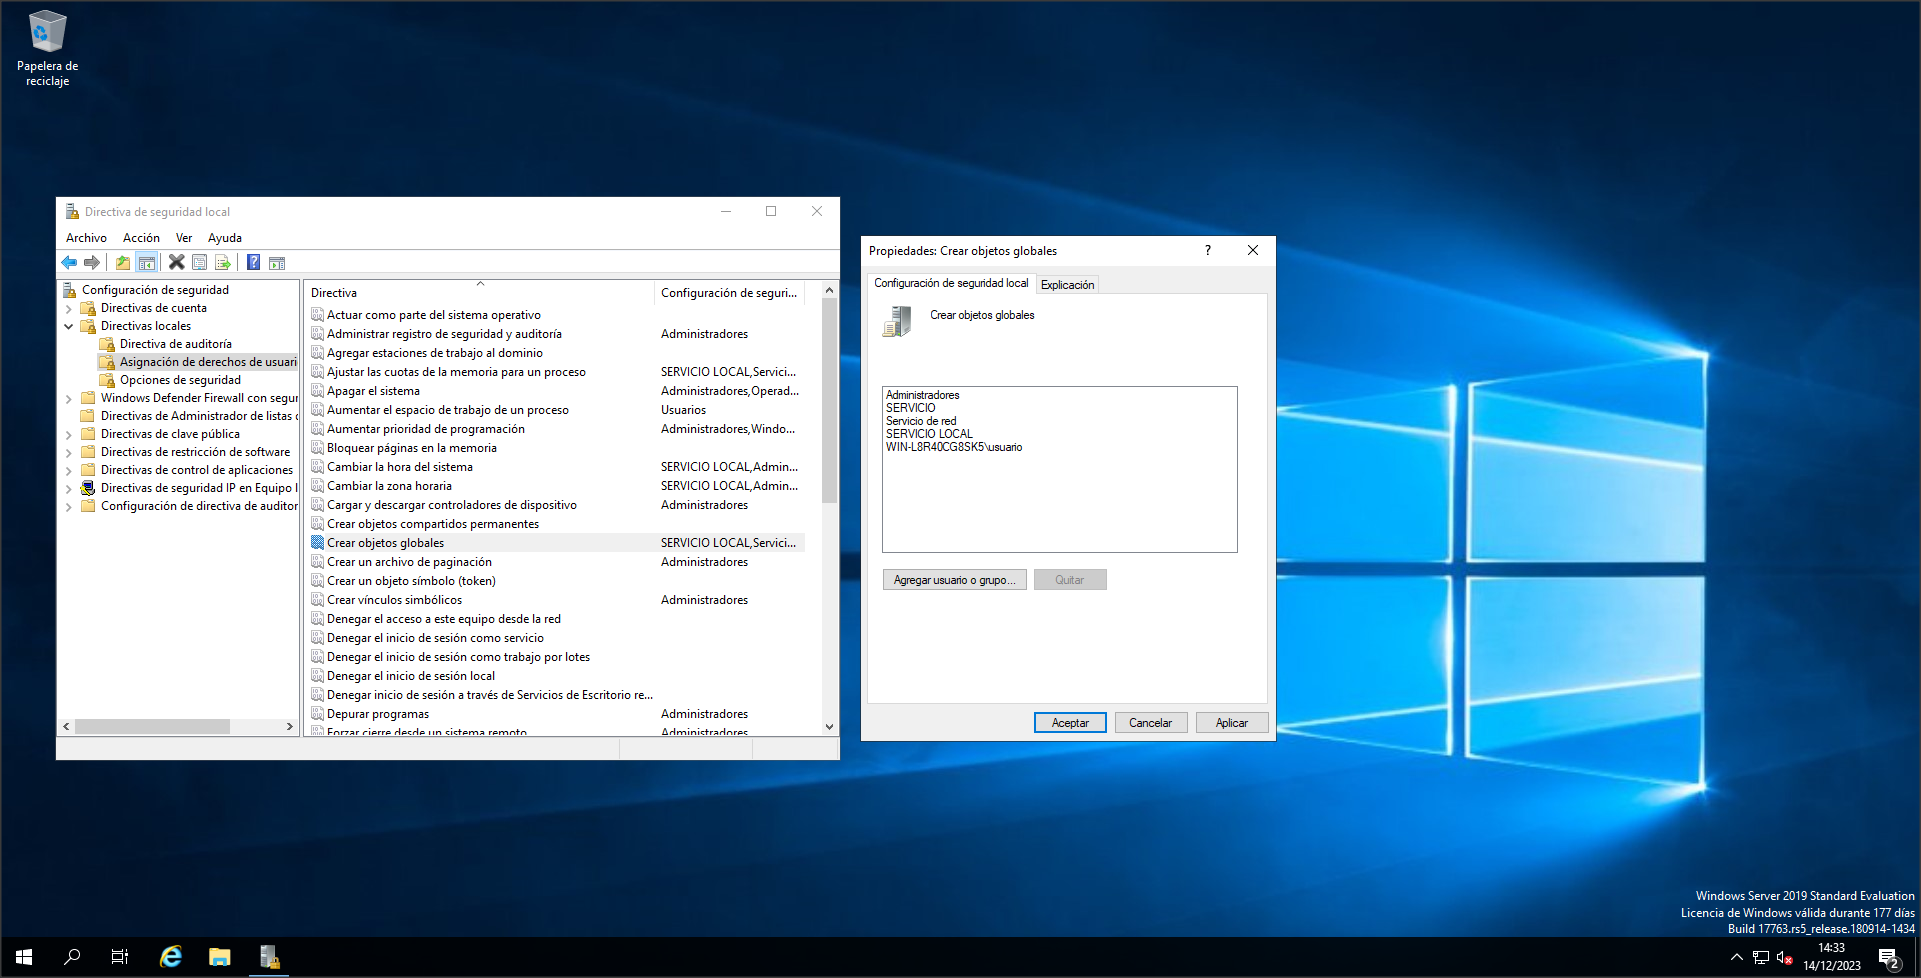 Papelera de
reciclaje
Directiva de seguridad local
Archivo Acción Ver Ayuda
Configuración de seguridad
Directivas de cuenta
Directivas locales
Directiva de auditoría
Asignación de derechos de usuari
Opciones de seguridad
Windows Defender Firewall con segur
Directivas de Administrador de listas
Directivas de clave pública
Directivas de restricción de software
Directivas de control de aplicaciones
Directivas de seguridad IP en Equipo l
Configuración de directiva de auditor
Directiva Configuración de seguri...
Actuar como parte del sistema operativo
Administrar registro de seguridad y auditoría Administradores
Agregar estaciones de trabajo al dominio
Ajustar las cuotas de la memoria para un proceso SERVICIO LOCAL,Servici...
Apagar el sistema Administradores,Operad...
Aumentar el espacio de trabajo de un proceso Usuarios
Aumentar prioridad de programación Administradores,Windo...
Bloquear páginas en la memoria
Cambiar la hora del sistema SERVICIO LOCAL,Admin...
Cambiar la zona horaria SERVICIO LOCAL,Admin...
Cargar y descargar controladores de dispositivo Administradores
Crear objetos compartidos permanentes
Crear objetos globales SERVICIO LOCAL,Servici...
Crear un archivo de paginación Administradores
Crear un objeto símbolo (token)
Crear vínculos simbólicos Administradores
Denegar el acceso a este equipo desde la red
Denegar el inicio de sesión como servicio
Denegar el inicio de sesión como trabajo por lotes
Denegar el inicio de sesión local
Denegar inicio de sesión a través de Servicios de Escritorio re...
Depurar programas Administradores
Forzar cierre desde un sistema remoto Administradores
Propiedades: Crear objetos globales ?
Configuración de seguridad local Explicación
Crear objetos globales
Administradores
SERVICIO
Servicio de red
SERVICIO LOCAL
WIN-L8R40CG8SK5\usuario
Agregar usuario o grupo... Quitar
Aceptar Cancelar Aplicar
Windows Server 2019 Standard Evaluation
Licencia de Windows válida durante 177 días
Build 17763.rs5_release.180914-1434
14:33
14/12/2023
2